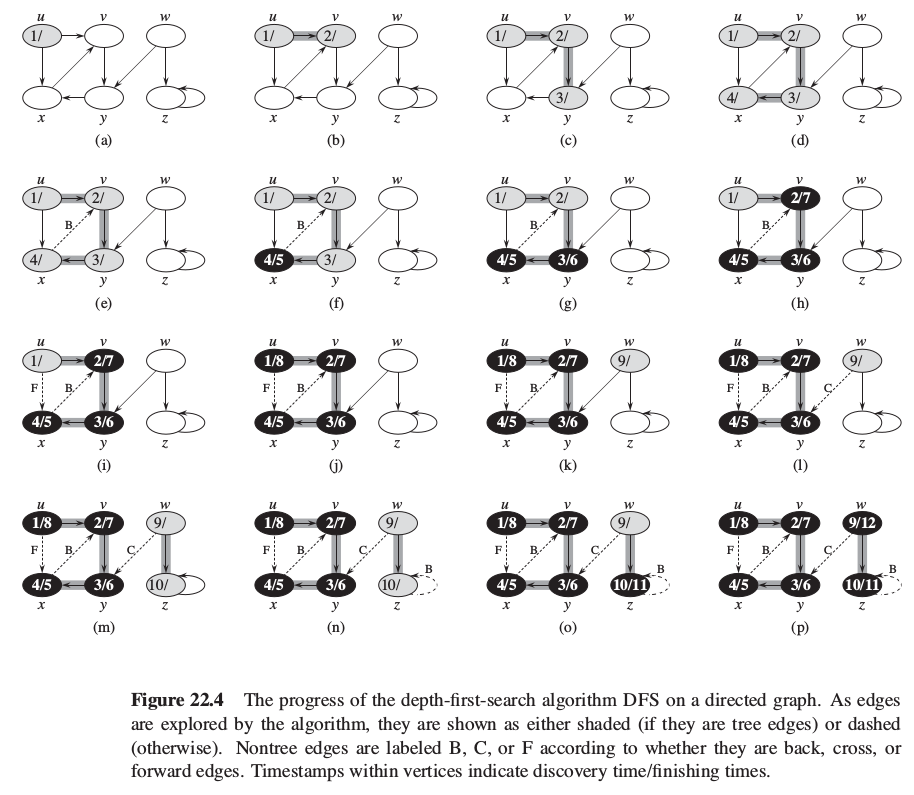 u v w
1/
x y z
(a)
u v w
1/ 2/
x y z
(b)
u v w
1/ 2/
3/
x y z
(c)
u v w
1/ 2/
4/ 3/
x y z
(d)
u v w
1/ 2/
B
4/ 3/
x y z
(e)
u v w
1/ 2/
B
4/5 3/
x y z
(f)
u v w
1/ 2/
B
4/5 3/6
x y z
(g)
u v w
1/ 2/7
B
4/5 3/6
x y z
(h)
u v w
1/ 2/7
F B
4/5 3/6
x y z
(i)
u v w
1/8 2/7
F B
4/5 3/6
x y z
(j)
u v w
1/8 2/7 9/
F B
4/5 3/6
x y z
(k)
u v w
1/8 2/7 9/
F B C
4/5 3/6
x y z
(l)
u v w
1/8 2/7 9/
F B C
4/5 3/6 10/
x y z
(m)
u v w
1/8 2/7 9/
F B C B
4/5 3/6 10/
x y z
(n)
u v w
1/8 2/7 9/
F B C B
4/5 3/6 10/11
x y z
(o)
u v w
1/8 2/7 9/12
F B C B
4/5 3/6 10/11
x y z
(p)
Figure 22.4 The progress of the depth-first-search algorithm DFS on a directed graph. As edges
are explored by the algorithm, they are shown as either shaded (if they are tree edges) or dashed
(otherwise). Nontree edges are labeled B, C, or F according to whether they are back, cross, or
forward edges. Timestamps within vertices indicate discovery time/finishing times.